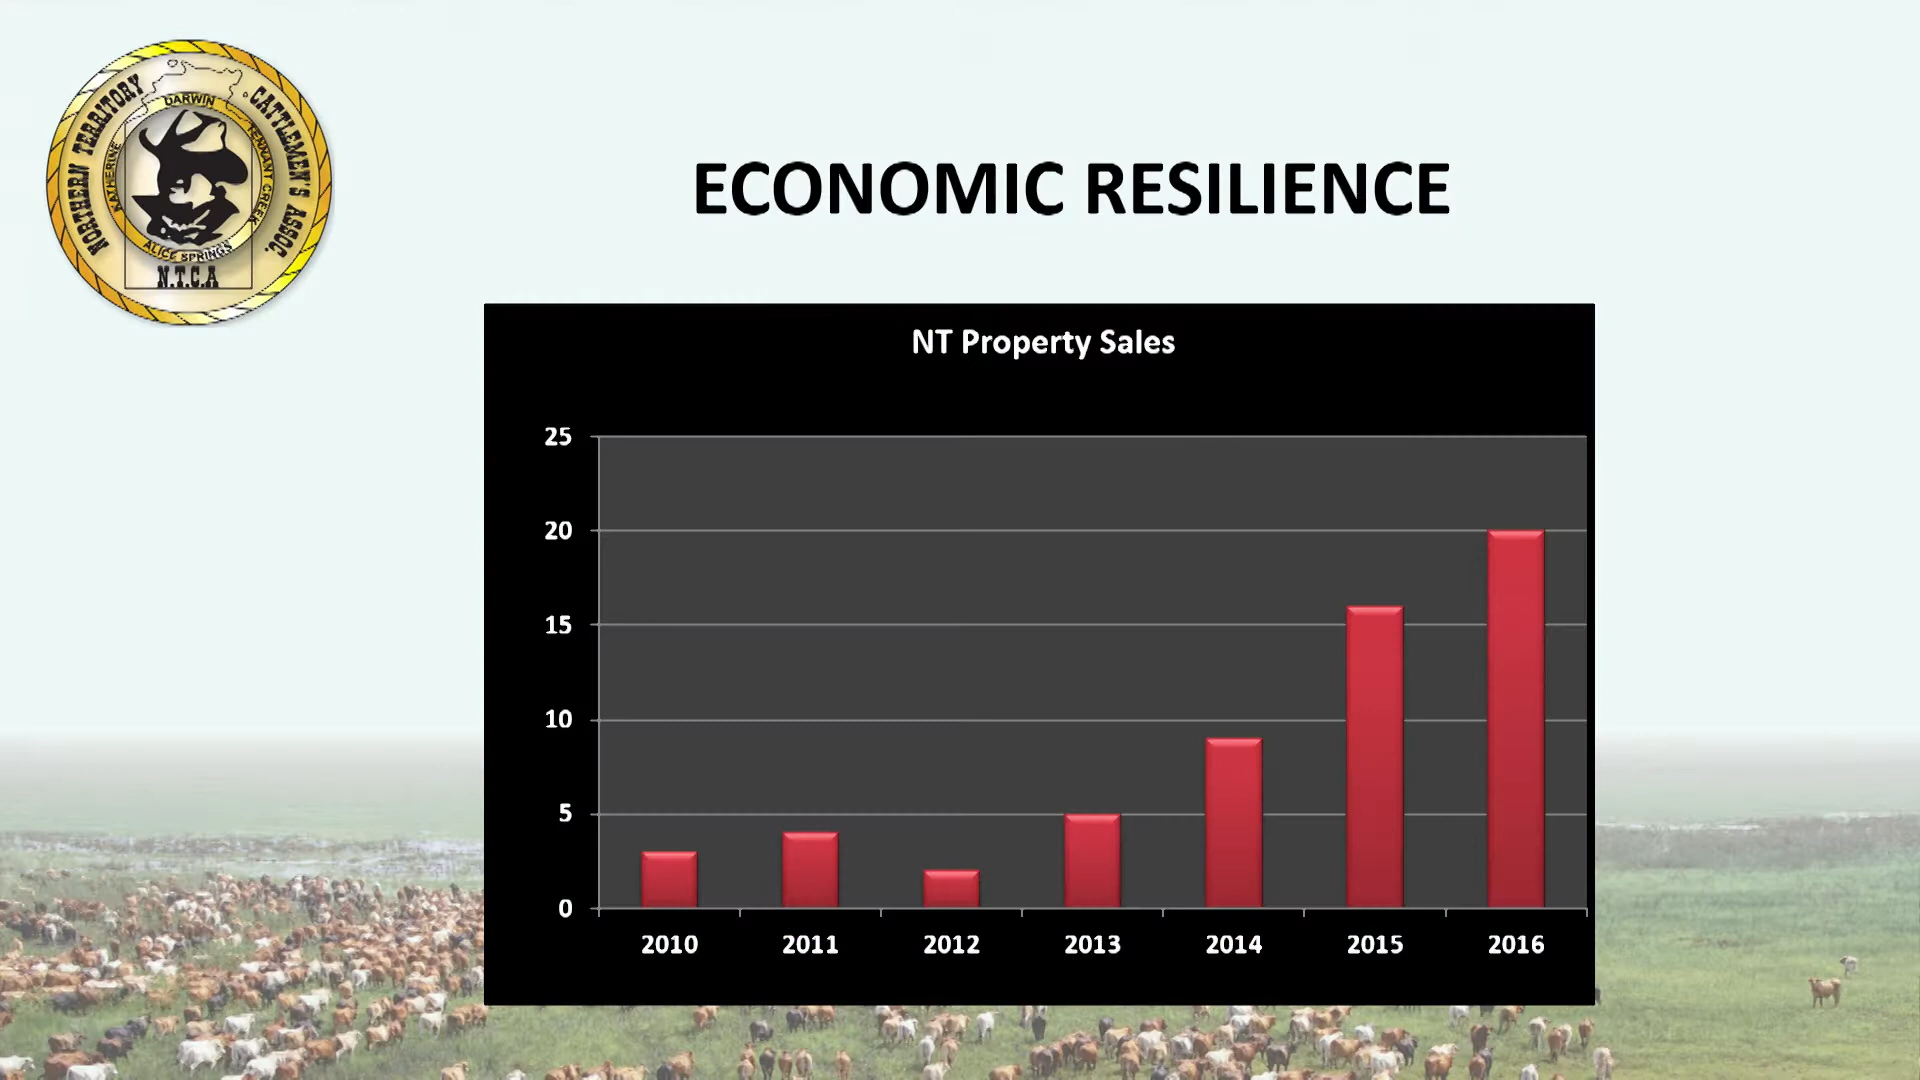 NORTHERN TERRITORY CATTLEMEN'S ASSOC.
DARWIN
KATHERINE
TENNANT CREEK
ALICE SPRINGS
N.T.C.A
ECONOMIC RESILIENCE
NT Property Sales
25
20
15
10
5
0
2010 2011 2012 2013 2014 2015 2016